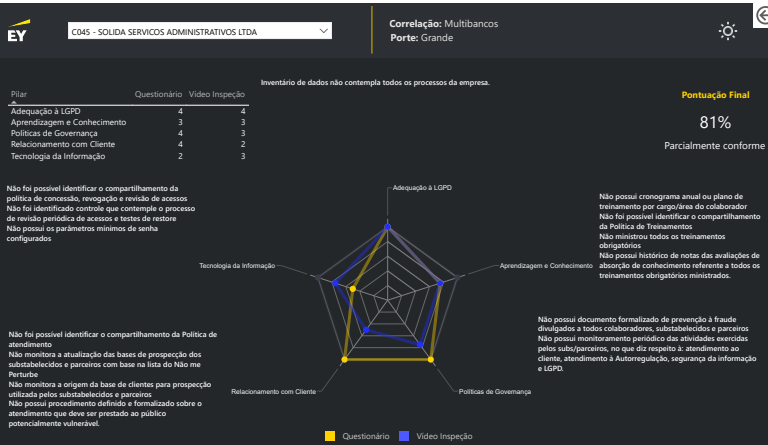 EY
C045 - SOLIDA SERVICOS ADMINISTRATIVOS LTDA
Correlação: Multibancos
Porte: Grande
Inventário de dados não contempla todos os processos da empresa.
Pilar Questionário Vídeo Inspeção
Adequação à LGPD 4 4
Aprendizagem e Conhecimento 3 3
Políticas de Governança 4 3
Relacionamento com Cliente 4 2
Tecnologia da Informação 2 3
Pontuação Final
81%
Parcialmente conforme
Não foi possível identificar o compartilhamento da
política de concessão, revogação e revisão de acessos
Não foi identificado controle que contemple o processo
de revisão periódica de acessos e testes de restore
Não possui os parâmetros mínimos de senha
configurados
Adequação à LGPD
Não possui cronograma anual ou plano de
treinamento por cargo/área do colaborador
Não foi possível identificar o compartilhamento
da Política de Treinamentos
Não ministrou todos os treinamentos
obrigatórios
Não possui histórico de notas das avaliações de
absorção de conhecimento referente a todos os
treinamentos obrigatórios ministrados.
Tecnologia da Informação
Aprendizagem e Conhecimento
Não foi possível identificar o compartilhamento da Política de
atendimento
Não monitora a atualização das bases de prospecção dos
substabelecidos e parceiros com base na lista do Não me
Perturbe
Não monitora a origem da base de clientes para prospecção
utilizada pelos substabelecidos e parceiros
Não possui procedimento definido e formalizado sobre o
atendimento que deve ser prestado ao público
potencialmente vulnerável.
Não possui documento formalizado de prevenção à fraude
divulgados a todos colaboradores, substabelecidos e parceiros
Não possui monitoramento periódico das atividades exercidas
pelos subs/parceiros, no que diz respeito à: atendimento ao
cliente, atendimento à Autorregulação, segurança da informação
e LGPD.
Relacionamento com Cliente
Políticas de Governança
Questionário Vídeo Inspeção